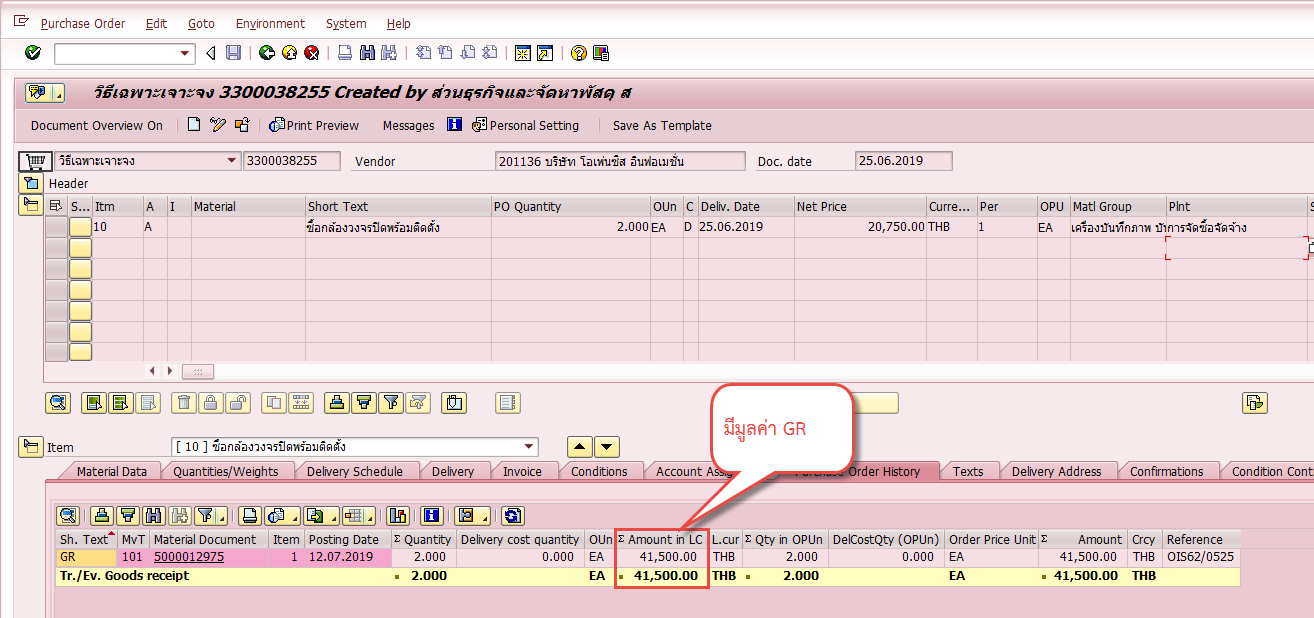 Purchase Order Edit Goto Environment System Help
วิธีเฉพาะเจาะจง 3300038255 Created by ส่วนธุรกิจและจัดหาพัสดุ ส
Document Overview On Print Preview Messages Personal Setting Save As Template
วิธีเฉพาะเจาะจง 3300038255 Vendor 201136 บริษัท โอเพ่นซิส อินฟอเมชั่น Doc. date 25.06.2019
Header
S... Itm A I Material Short Text PO Quantity OUn C Deliv. Date Net Price Curre... Per OPU Matl Group Plnt S
10 A ซื้อกล้องวงจรปิดพร้อมติดตั้ง 2.000 EA D 25.06.2019 20,750.00 THB 1 EA เครื่องบันทึกภาพ บ การจัดซื้อจัดจ้าง
มีมูลค่า GR
Item [ 10 ] ซื้อกล้องวงจรปิดพร้อมติดตั้ง
Material Data Quantities/Weights Delivery Schedule Delivery Invoice Conditions Account Assig Purchase Order History Texts Delivery Address Confirmations Condition Cont
Sh. Text MvT Material Document Item Posting Date Σ Quantity Delivery cost quantity OUn Σ Amount in LC L.cur Σ Qty in OPUn DelCostQty (OPUn) Order Price Unit Σ Amount Crcy Reference
GR 101 5000012975 1 12.07.2019 2.000 0.000 EA 41,500.00 THB 2.000 0.000 EA 41,500.00 THB OIS62/0525
Tr./Ev. Goods receipt 2.000 EA 41,500.00 THB 2.000 EA 41,500.00 THB